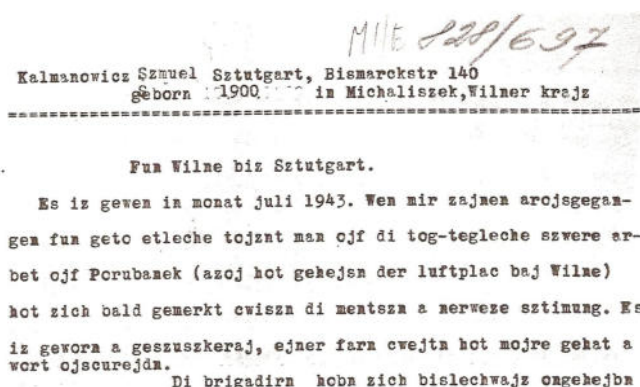 MIIE 828/697
Kalmanowicz Szmuel Sztutgart, Bismarckstr 140
geborn 1900 in Michaliszek,Wilner krajz
Fun Wilne biz Sztutgart.
Es iz gewen in monat juli 1943. Wen mir zajnen arojsgegan-
gen fun geto etleche tojznt man ojf di tog-tegleche szwere ar-
bet ojf Porubanek (azoj hot gehejsn der luftplac baj Wilne)
hot zich bald gemerkt cwiszn di mentszn a nerweze sztimung. Es
iz geworn a geszuszkeraj, ejner farn cwejtn hot mojre gehat a
wort ojscurejdn.
Di brigadirn hobn zich bislechwajz ongehejbn